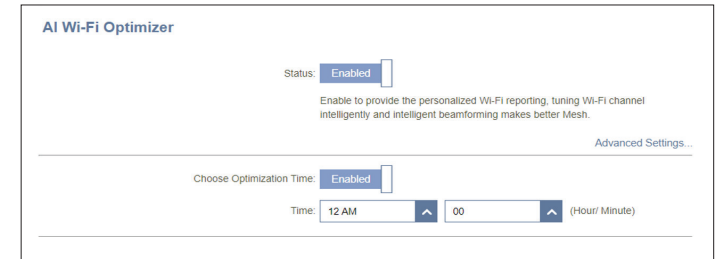 AI Wi-Fi Optimizer
Status: Enabled
Enable to provide the personalized Wi-Fi reporting, tuning Wi-Fi channel
intelligently and intelligent beamforming makes better Mesh.
Advanced Settings...
Choose Optimization Time: Enabled
Time: 12 AM 00 (Hour/ Minute)